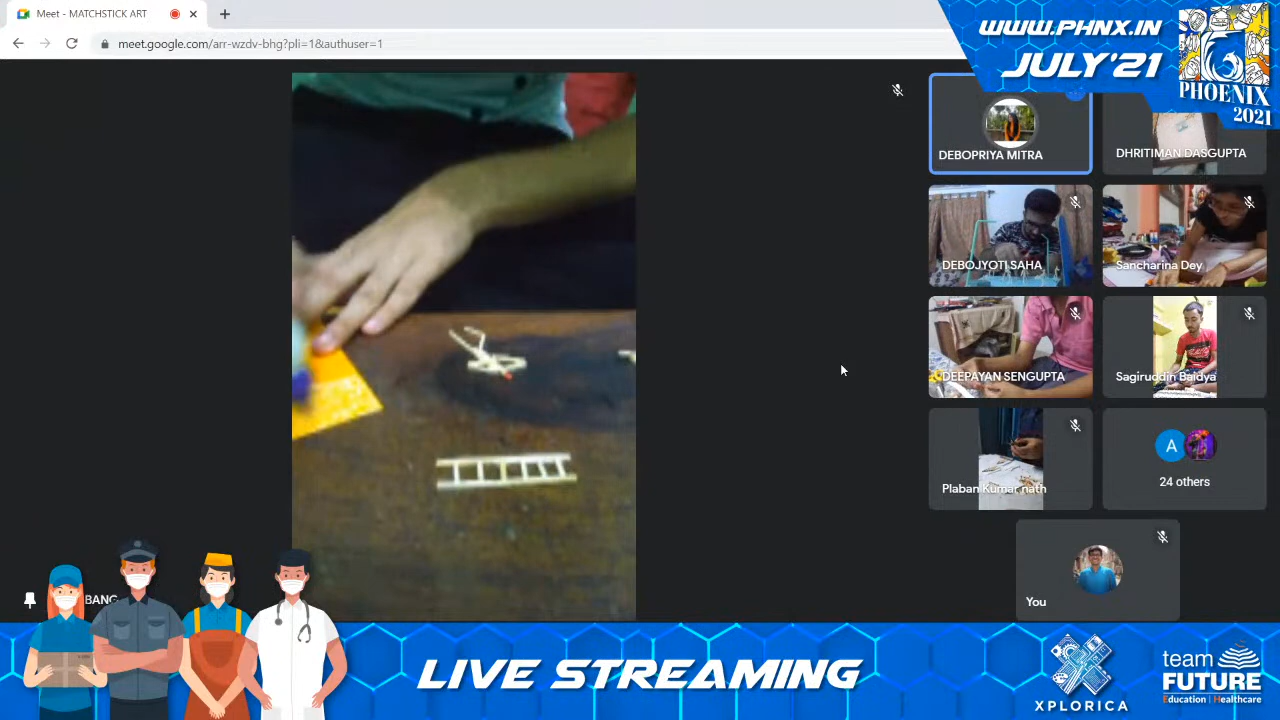 Meet - MATCHSTICK ART
meet.google.com/arr-wzdv-bhg?pli=1&authuser=1
WWW.PHNX.IN
JULY'21
PHOENIX
2021
DEBOPRIYA MITRA
DHRITIMAN DASGUPTA
DEBOJYOTI SAHA
Sancharina Dey
DEEPAYAN SENGUPTA
Sagiruddin Baidya
Plaban Kumar nath
A
24 others
You
BANG
LIVE STREAMING
XPLORICA
team
FUTURE
Education | Healthcare